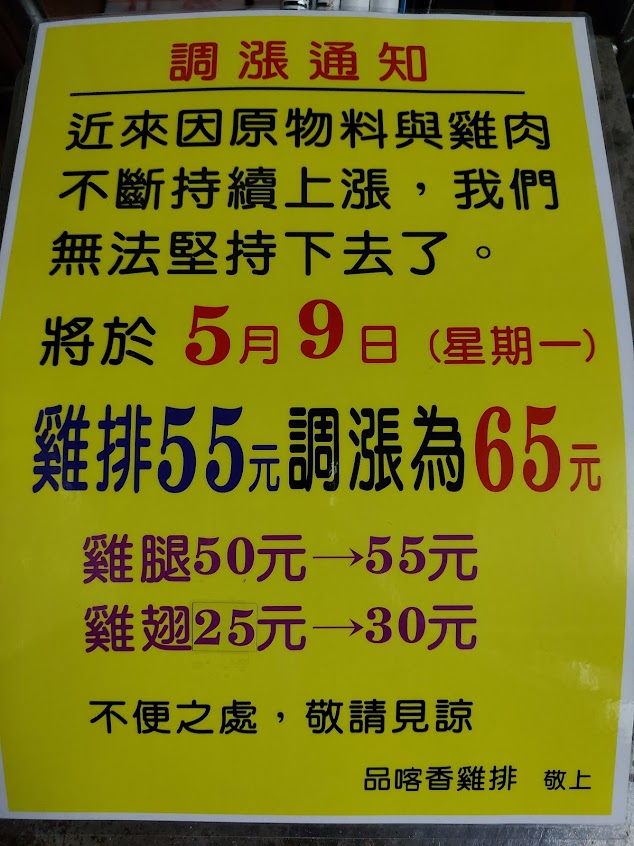 調漲通知
近來因原物料與雞肉
不斷持續上漲，我們
無法堅持下去了。
將於 5月9日（星期一）
雞排55元調漲為65元
雞腿50元→55元
雞翅25元→30元
不便之處，敬請見諒
品喀香雞排 敬上